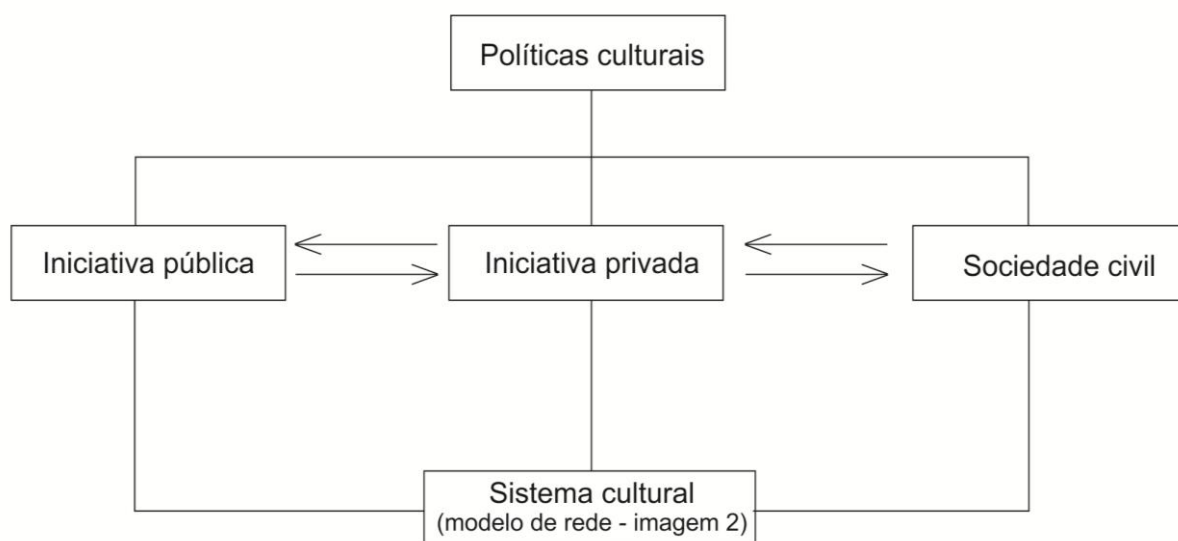 Políticas culturais
Iniciativa pública
Iniciativa privada
Sociedade civil
Sistema cultural
(modelo de rede - imagem 2)